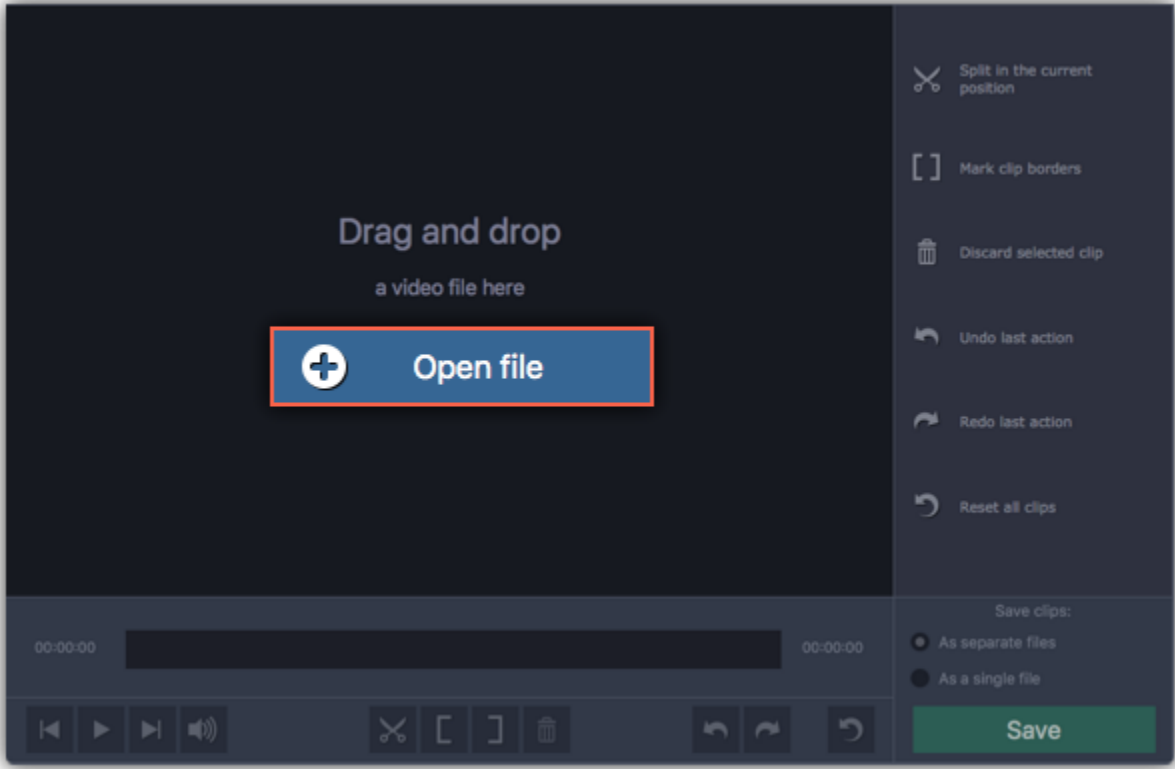 Drag and drop
a video file here
Open file
Split in the current
position
Mark clip borders
Discard selected clip
Undo last action
Redo last action
Reset all clips
00:00:00
00:00:00
Save clips:
As separate files
As a single file
Save